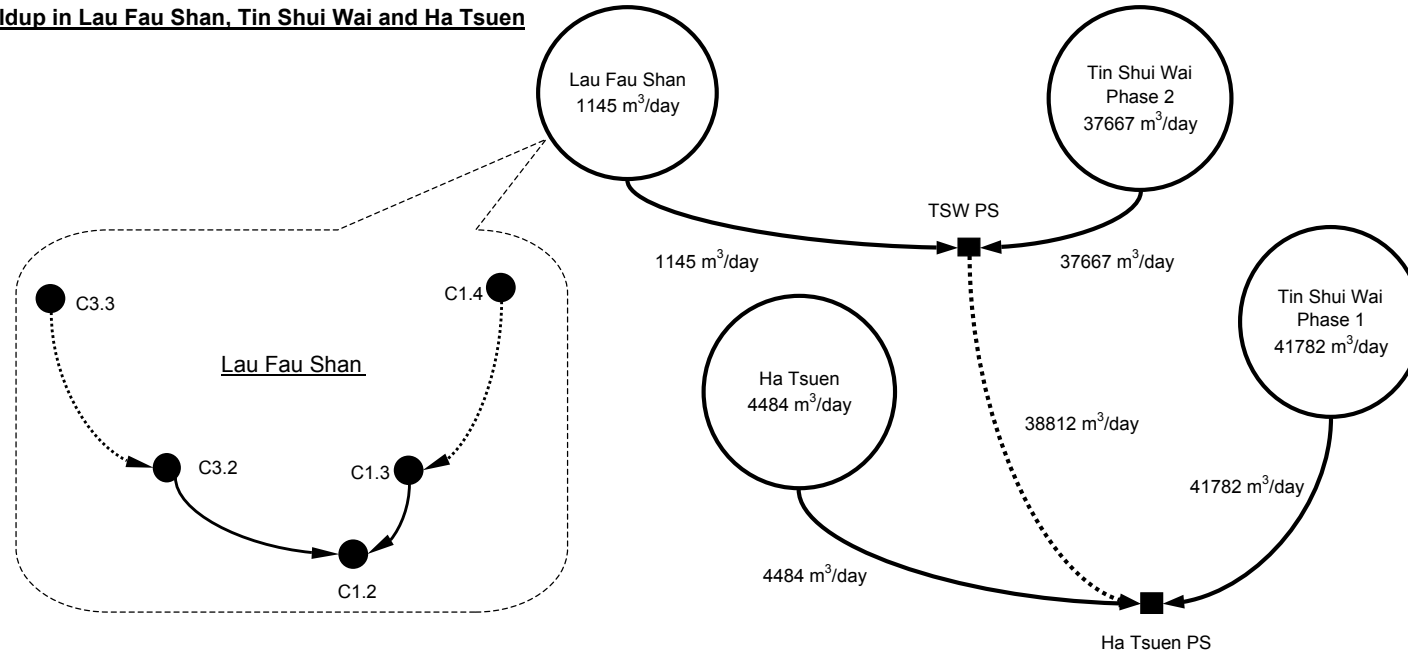 ldup in Lau Fau Shan, Tin Shui Wai and Ha Tsuen
Lau Fau Shan
1145 m³/day
Tin Shui Wai
Phase 2
37667 m³/day
TSW PS
1145 m³/day
37667 m³/day
Tin Shui Wai
Phase 1
41782 m³/day
C3.3
C1.4
Lau Fau Shan
Ha Tsuen
4484 m³/day
38812 m³/day
C3.2
C1.3
41782 m³/day
4484 m³/day
C1.2
Ha Tsuen PS